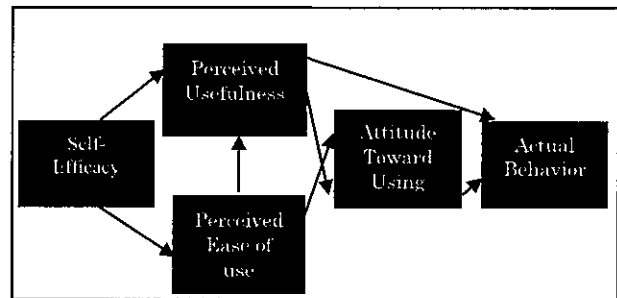 Perceived
Usefulness
Self-
Efficacy
Attitude
Toward
Using
Actual
Behavior
Perceived
Ease of
use